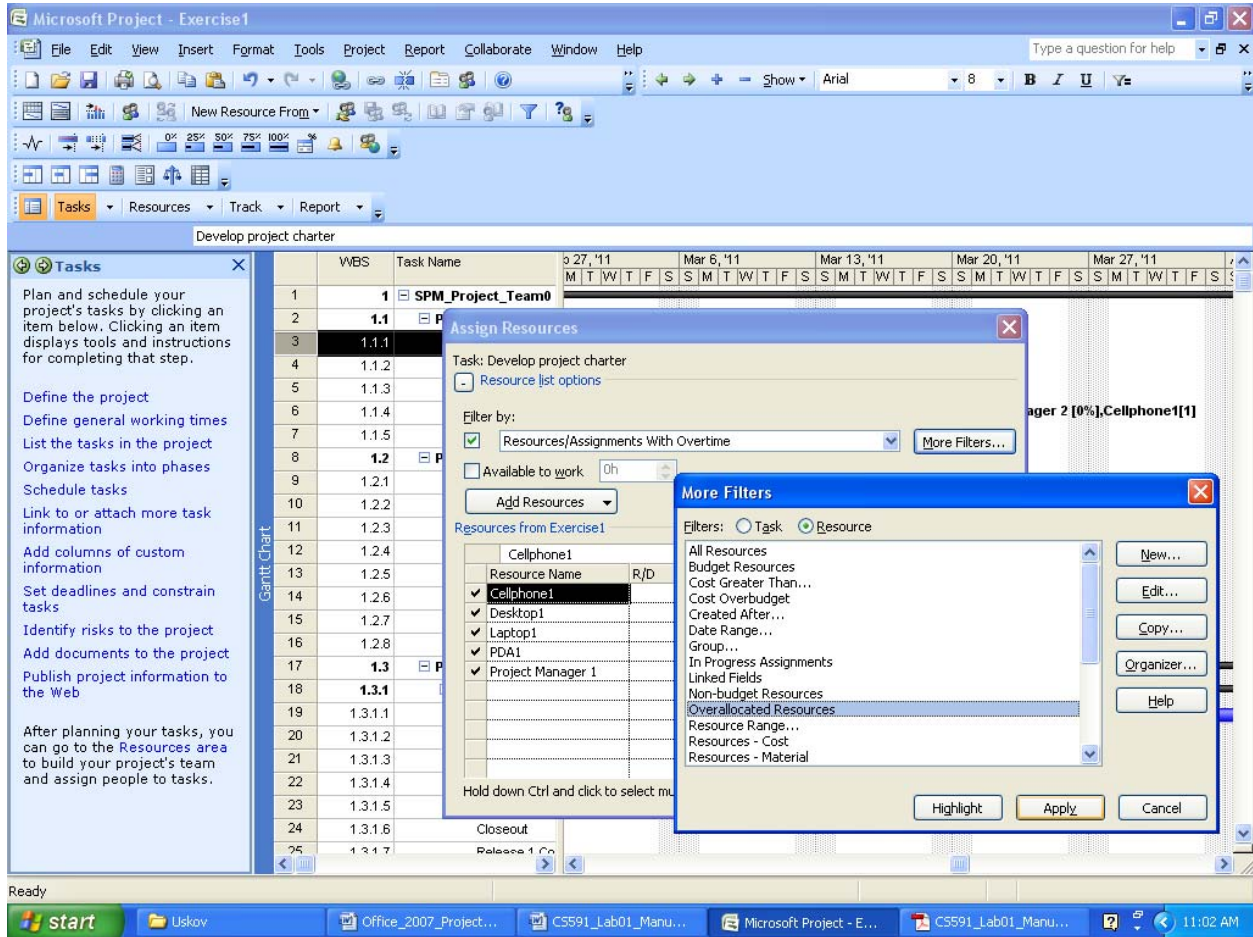 Microsoft Project - Exercise1
File Edit View Insert Format Tools Project Report Collaborate Window Help
Type a question for help
Show Arial 8 B I U
New Resource From
0% 25% 50% 75% 100%
Tasks Resources Track Report
Develop project charter
Tasks
Plan and schedule your
project's tasks by clicking an
item below. Clicking an item
displays tools and instructions
for completing that step.
Define the project
Define general working times
List the tasks in the project
Organize tasks into phases
Schedule tasks
Link to or attach more task
information
Add columns of custom
information
Set deadlines and constrain
tasks
Identify risks to the project
Add documents to the project
Publish project information to
the Web
After planning your tasks, you
can go to the Resources area
to build your project's team
and assign people to tasks.
Gantt Chart
WBS Task Name
27, '11 Mar 6, '11 Mar 13, '11 Mar 20, '11 Mar 27, '11
M T W T F S S M T W T F S S M T W T F S S M T W T F S S M T W T F S S
1 1 SPM_Project_Team0
2 1.1 P
3 1.1.1
4 1.1.2
5 1.1.3
6 1.1.4
7 1.1.5
8 1.2 P
9 1.2.1
10 1.2.2
11 1.2.3
12 1.2.4
13 1.2.5
14 1.2.6
15 1.2.7
16 1.2.8
17 1.3 P
18 1.3.1
19 1.3.1.1
20 1.3.1.2
21 1.3.1.3
22 1.3.1.4
23 1.3.1.5
24 1.3.1.6 Closeout
25 1.3.1.7 Release 1 Co
ager 2 [0%],Cellphone1[1]
Assign Resources
Task: Develop project charter
- Resource list options
Filter by:
Resources/Assignments With Overtime More Filters...
Available to work 0h
Add Resources
Resources from Exercise1
Cellphone1
Resource Name R/D
Cellphone1
Desktop1
Laptop1
PDA1
Project Manager 1
Hold down Ctrl and click to select mu
More Filters
Filters: Task Resource
All Resources
Budget Resources
Cost Greater Than...
Cost Overbudget
Created After...
Date Range...
Group...
In Progress Assignments
Linked Fields
Non-budget Resources
Overallocated Resources
Resource Range...
Resources - Cost
Resources - Material
New...
Edit...
Copy...
Organizer...
Help
Highlight Apply Cancel
Ready
start Uskov Office_2007_Project... CS591_Lab01_Manu... Microsoft Project - E... CS591_Lab01_Manu... 11:02 AM